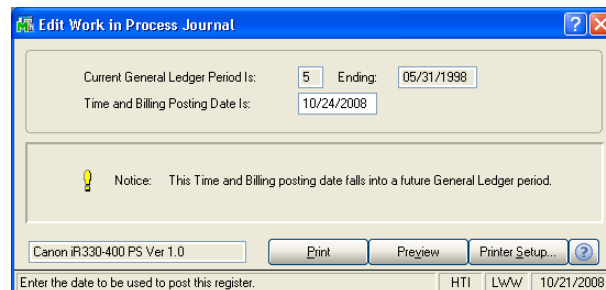 Edit Work in Process Journal
Current General Ledger Period Is: 5 Ending: 05/31/1998
Time and Billing Posting Date Is: 10/24/2008
Notice: This Time and Billing posting date falls into a future General Ledger period.
Canon iR330-400 PS Ver 1.0 Print Preview Printer Setup...
Enter the date to be used to post this register. HTI LWW 10/21/2008